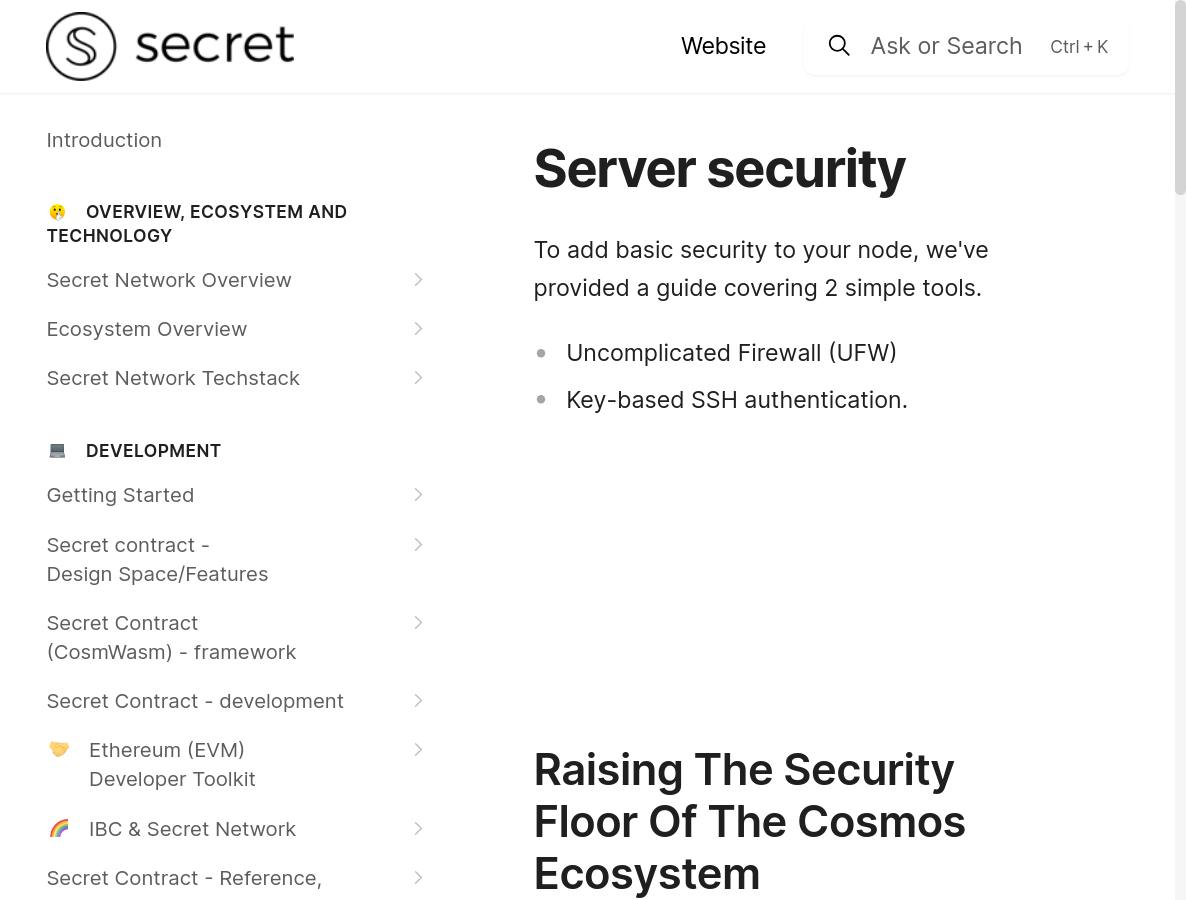 secret
Website
Ask or Search
Ctrl + K
Introduction
OVERVIEW, ECOSYSTEM AND
TECHNOLOGY
Secret Network Overview
Ecosystem Overview
Secret Network Techstack
DEVELOPMENT
Getting Started
Secret contract -
Design Space/Features
Secret Contract
(CosmWasm) - framework
Secret Contract - development
Ethereum (EVM)
Developer Toolkit
IBC & Secret Network
Secret Contract - Reference,
Server security
To add basic security to your node, we've
provided a guide covering 2 simple tools.
Uncomplicated Firewall (UFW)
Key-based SSH authentication.
Raising The Security
Floor Of The Cosmos
Ecosystem